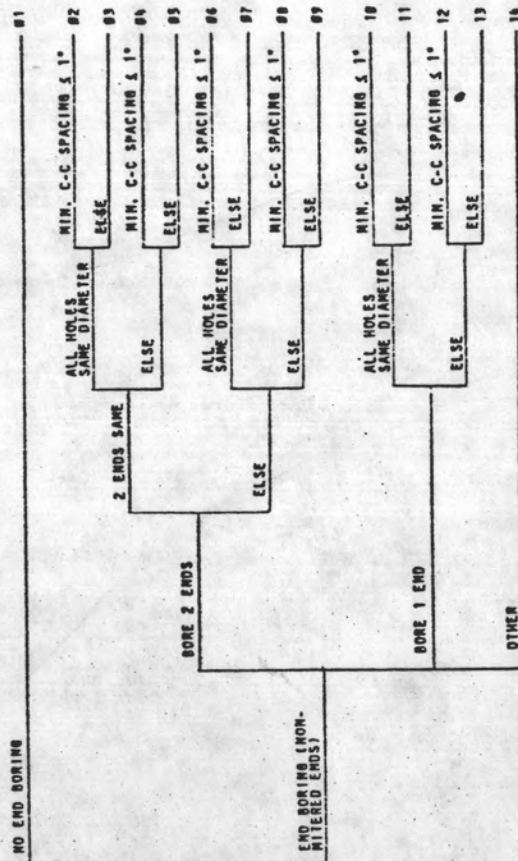 NO END BORING 01
MIN. C-C SPACING ≤ 1" 02
ALL HOLES
SAME DIAMETER
ELSE 03
2 ENDS SAME
MIN. C-C SPACING ≤ 1" 04
ELSE
ELSE 05
BORE 2 ENDS
MIN. C-C SPACING ≤ 1" 06
ALL HOLES
SAME DIAMETER
ELSE 07
ELSE
MIN. C-C SPACING ≤ 1" 08
ELSE
ELSE 09
END BORING (NON-
MITERED ENDS)
MIN. C-C SPACING ≤ 1" 10
ALL HOLES
SAME DIAMETER
ELSE 11
BORE 1 END
MIN. C-C SPACING ≤ 1" 12
ELSE
ELSE 13
OTHER 14